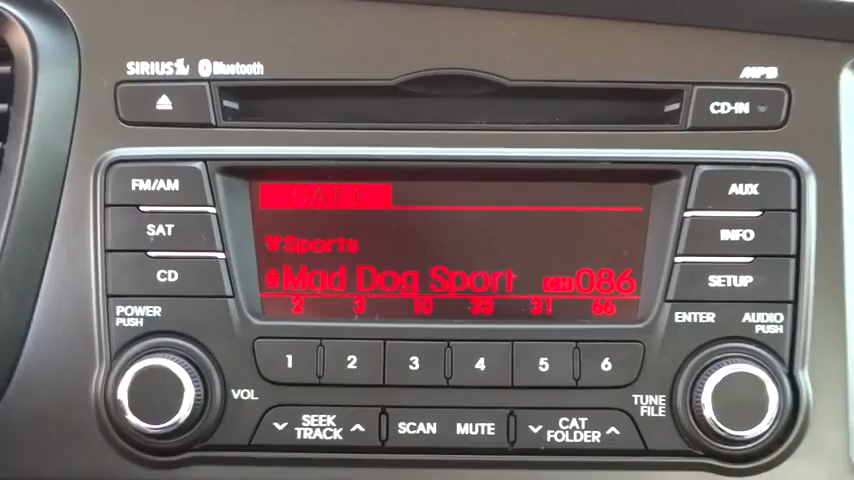 SIRIUS Bluetooth
MP3
CD-IN
FM/AM
SAT
CD
SAT 1
Sports
Mad Dog Sport CH 086
2 3 10 33 31 66
AUX
INFO
SETUP
POWER
PUSH
ENTER
AUDIO
PUSH
1 2 3 4 5 6
VOL
TUNE
FILE
SEEK
TRACK
SCAN MUTE
CAT
FOLDER